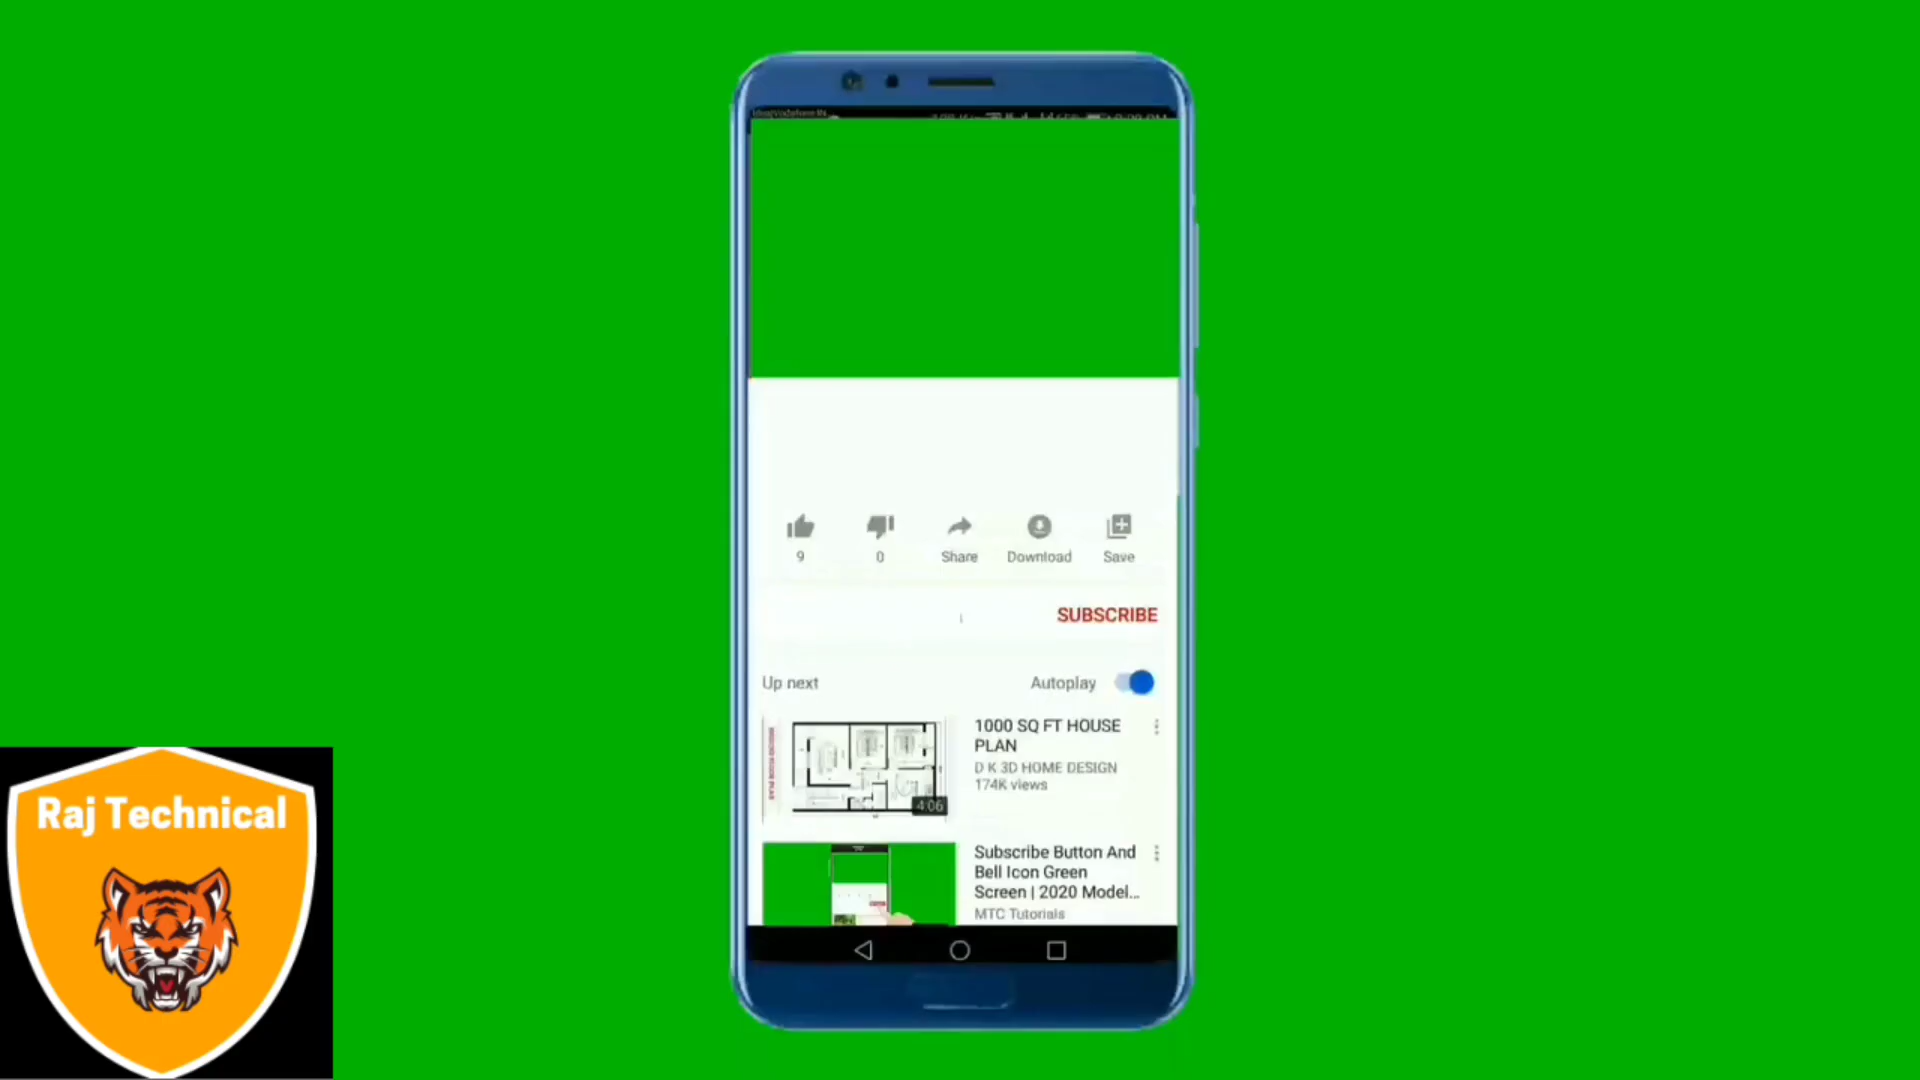 9
0
Share
Download
Save
SUBSCRIBE
Up next
Autoplay
1000 SQ FT HOUSE
PLAN
D K 3D HOME DESIGN
174K views
4:06
Subscribe Button And
Bell Icon Green
Screen | 2020 Model...
MTC Tutorials
Raj Technical